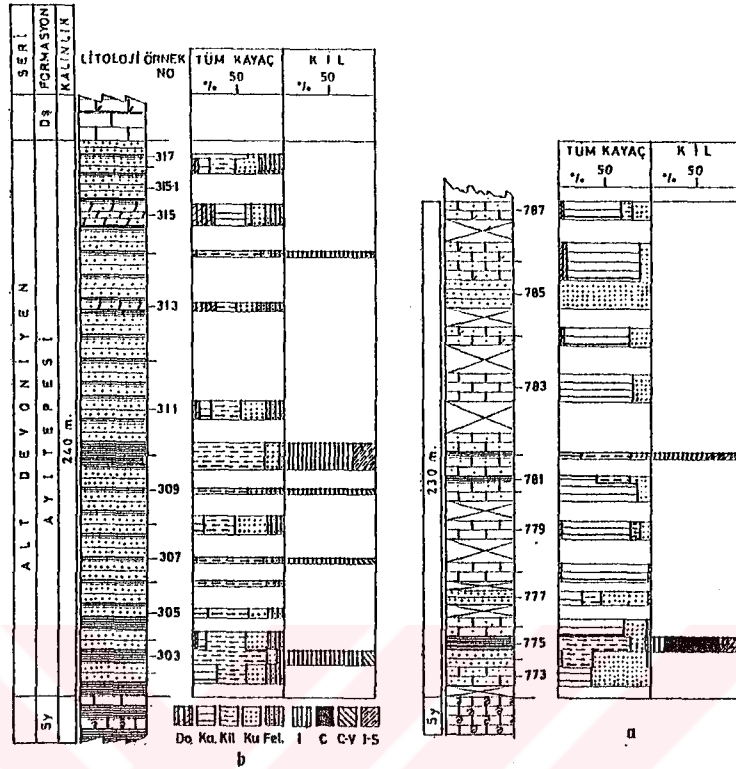 SERİ
FORMASYON
KALINLIK
LİTOLOJİ
ÖRNEK NO
TÜM KAYAÇ
% 50
KİL
% 50
Dş
317
315-1
315
313
311
309
307
305
303
ALT DEVONİYEN
AYITEPESİ
240 m.
Sy
Do. Ka. Kil Ku Fel. I C C-V I-S
b
TÜM KAYAÇ
% 50
KİL
% 50
787
785
783
781
779
777
775
773
230 m.
Sy
a